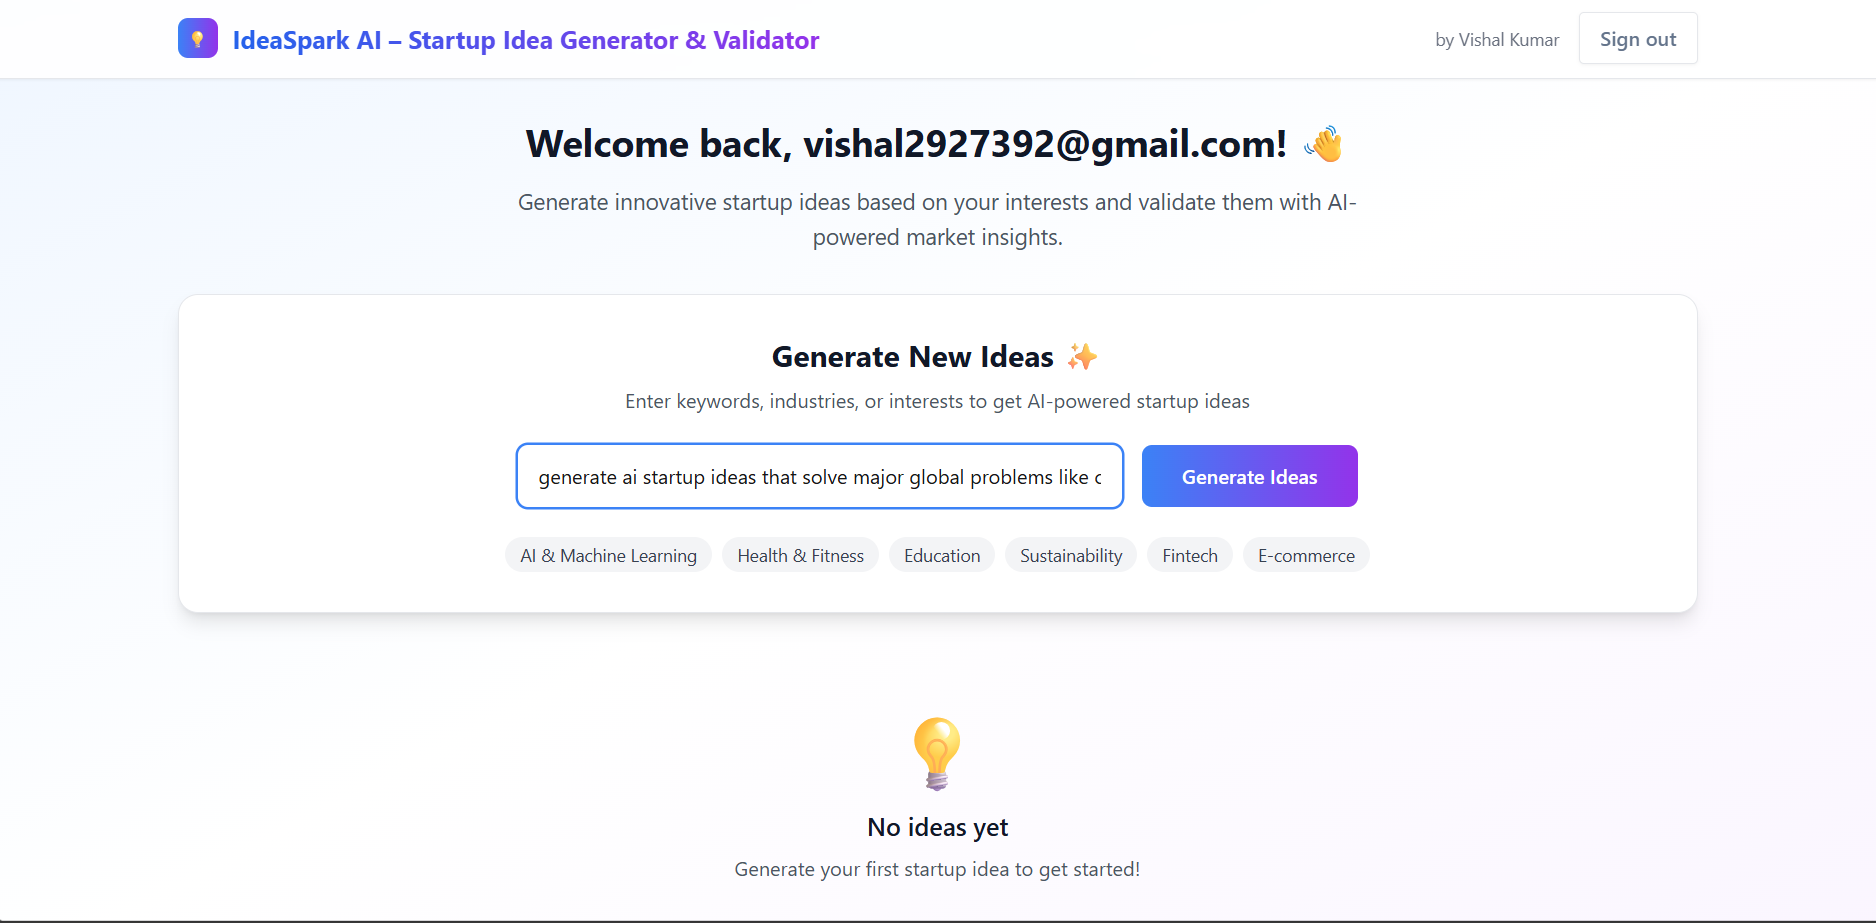 IdeaSpark AI – Startup Idea Generator & Validator
by Vishal Kumar
Sign out
Welcome back, vishal2927392@gmail.com! 👋
Generate innovative startup ideas based on your interests and validate them with AI-
powered market insights.
Generate New Ideas ✨
Enter keywords, industries, or interests to get AI-powered startup ideas
generate ai startup ideas that solve major global problems like c
Generate Ideas
AI & Machine Learning
Health & Fitness
Education
Sustainability
Fintech
E-commerce
No ideas yet
Generate your first startup idea to get started!